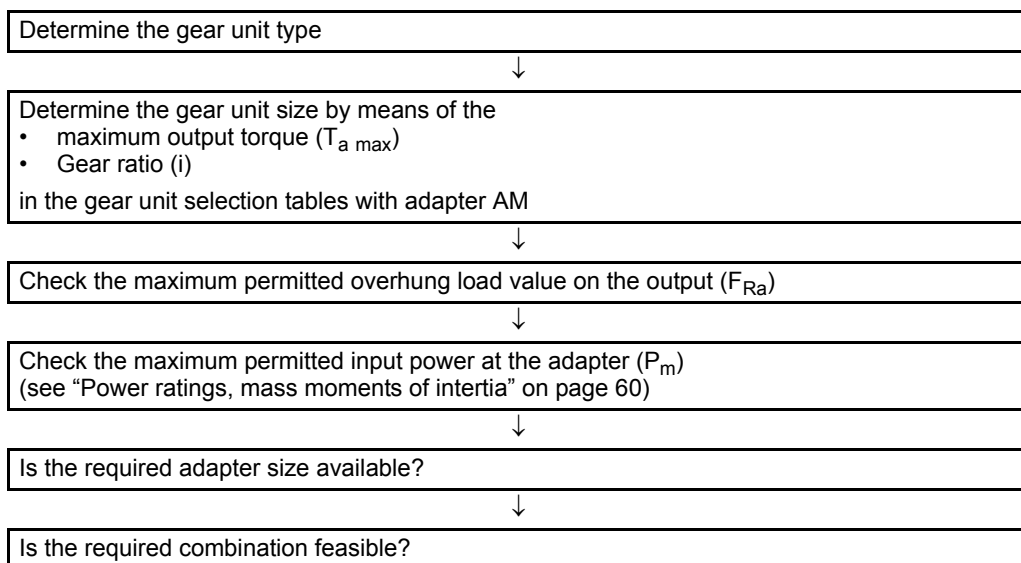 Determine the gear unit type
↓
Determine the gear unit size by means of the
• maximum output torque (Ta max)
• Gear ratio (i)
in the gear unit selection tables with adapter AM
↓
Check the maximum permitted overhung load value on the output (FRa)
↓
Check the maximum permitted input power at the adapter (Pm)
(see “Power ratings, mass moments of intertia” on page 60)
↓
Is the required adapter size available?
↓
Is the required combination feasible?